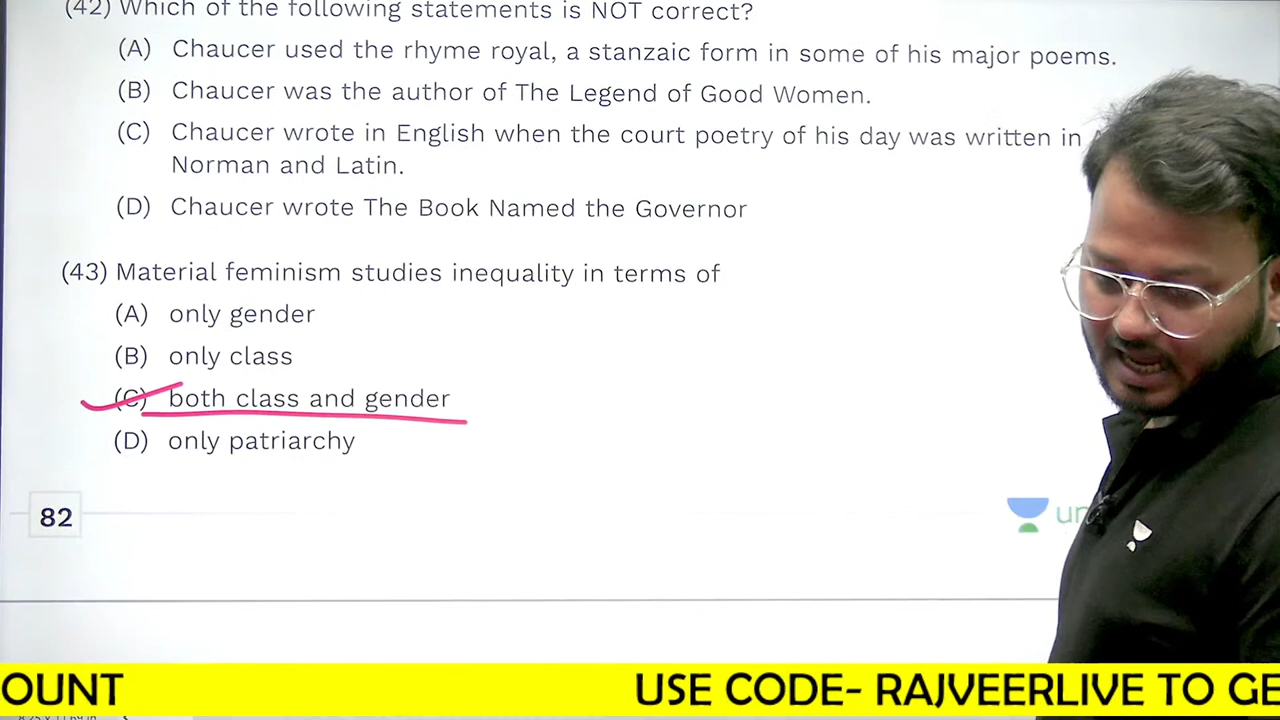 (42) Which of the following statements is NOT correct?
(A) Chaucer used the rhyme royal, a stanzaic form in some of his major poems.
(B) Chaucer was the author of The Legend of Good Women.
(C) Chaucer wrote in English when the court poetry of his day was written in
Norman and Latin.
(D) Chaucer wrote The Book Named the Governor
(43) Material feminism studies inequality in terms of
(A) only gender
(B) only class
(C) both class and gender
(D) only patriarchy
82
OUNT USE CODE- RAJVEERLIVE TO GE